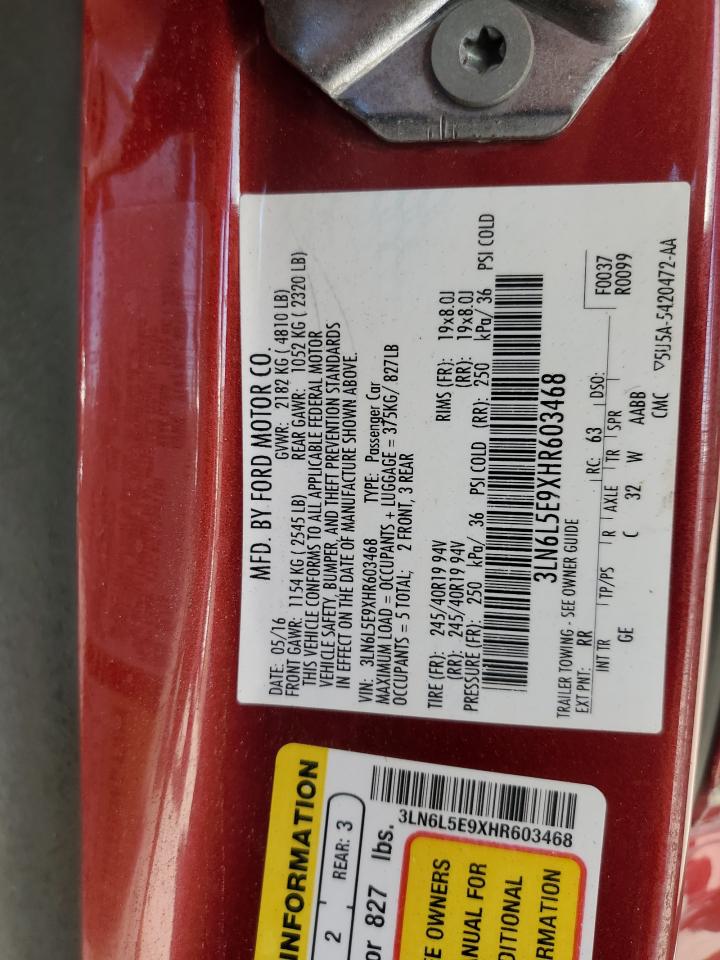 MFD. BY FORD MOTOR CO.
DATE: 05/16 GVWR: 2182 KG ( 4810 LB)
FRONT GAWR: 1154 KG ( 2545 LB) REAR GAWR: 1052 KG ( 2320 LB)
THIS VEHICLE CONFORMS TO ALL APPLICABLE FEDERAL MOTOR
VEHICLE SAFETY, BUMPER, AND THEFT PREVENTION STANDARDS
IN EFFECT ON THE DATE OF MANUFACTURE SHOWN ABOVE.
VIN: 3LN6L5E9XHR603468 TYPE: Passenger Car
MAXIMUM LOAD = OCCUPANTS + LUGGAGE = 375KG/ 827LB
OCCUPANTS = 5 TOTAL; 2 FRONT, 3 REAR
TIRE (FR): 245/40R19 94V RIMS (FR): 19x8.0J
(RR): 245/40R19 94V (RR): 19x8.0J
PRESSURE (FR): 250 kPa/ 36 PSI COLD (RR): 250 kPa/ 36 PSI COLD
3LN6L5E9XHR603468
TRAILER TOWING - SEE OWNER GUIDE
EXT PNT: RR RC: 63 DSO:
F0037
R0099
INT TR TP/PS R AXLE TR SPR
GE C 32 W AABB
CMC ▽5U5A-5420472-AA
INFORMATION
2 REAR: 3
or 827 lbs.
3LN6L5E9XHR603468
OWNERS
FOR